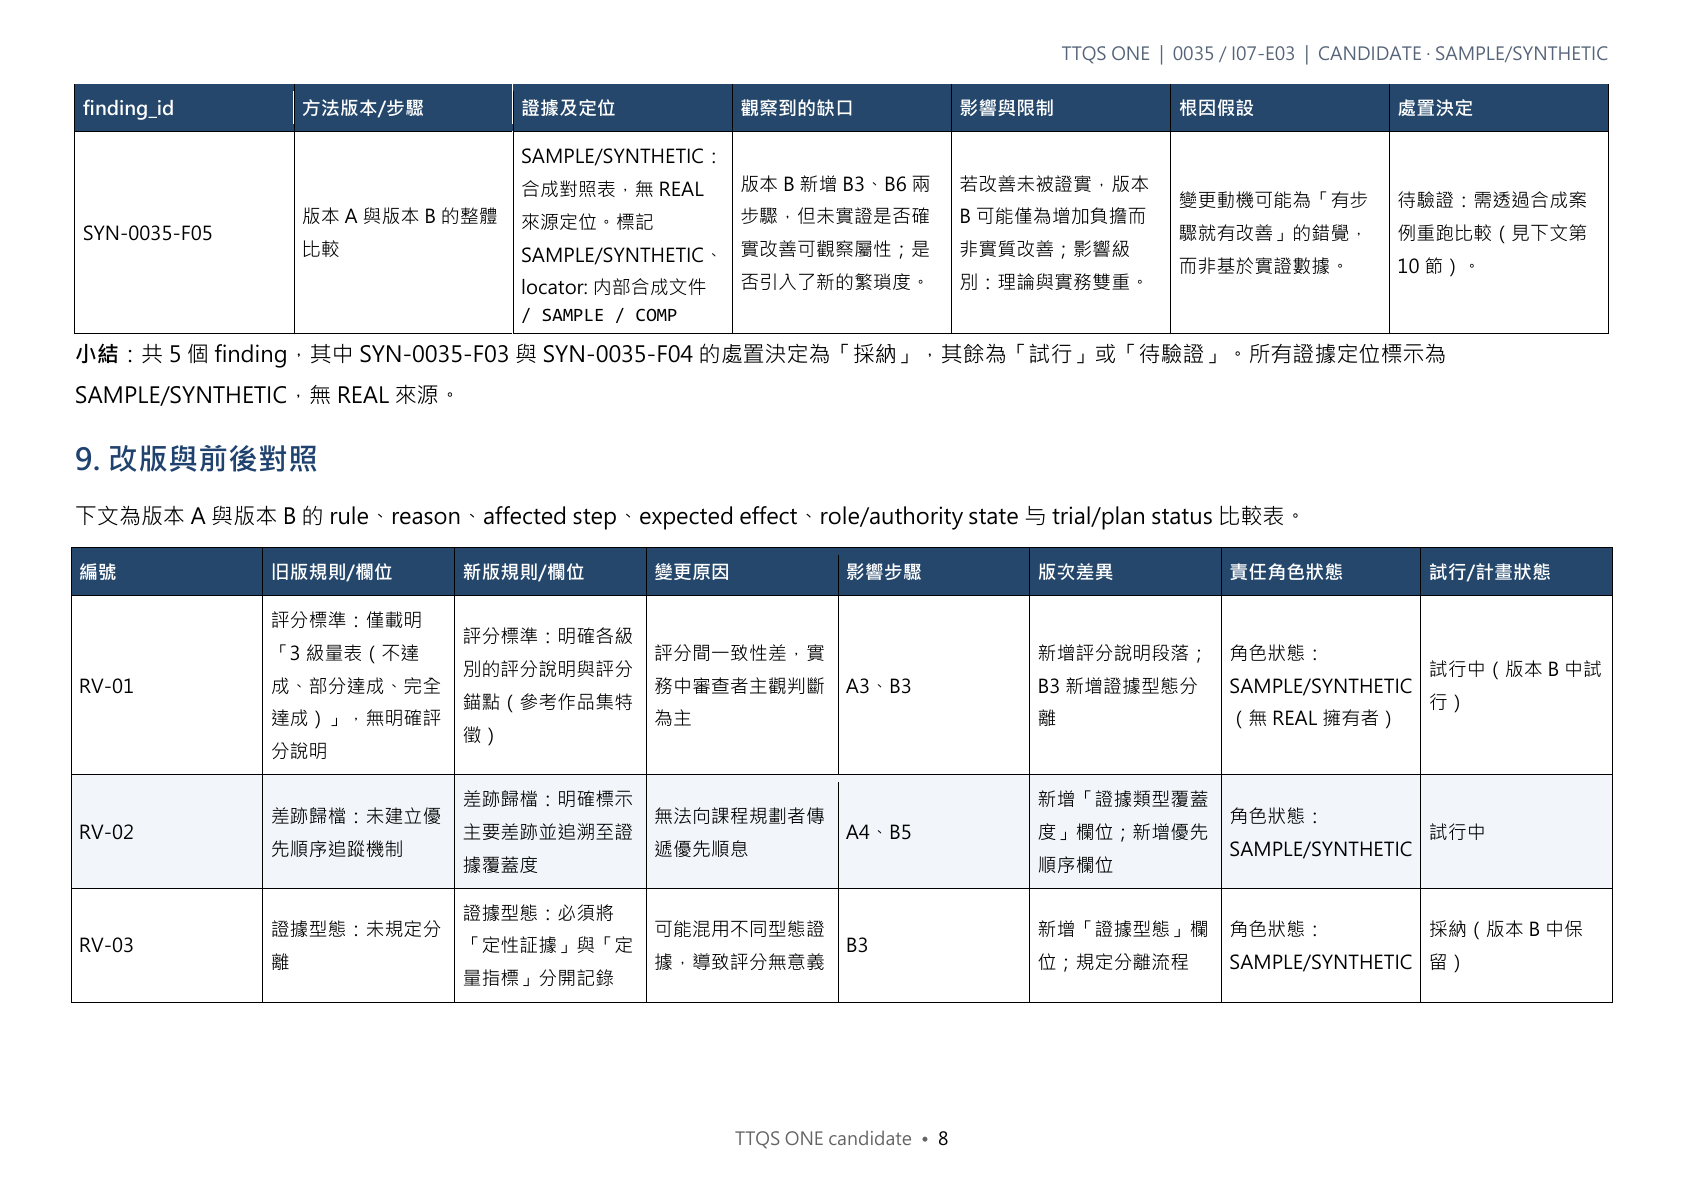 TTQS ONE | 0035 / I07-E03 | CANDIDATE · SAMPLE/SYNTHETIC
finding_id
方法版本/步驟
證據及定位
觀察到的缺口
影響與限制
根因假設
處置決定
SYN-0035-F05
版本 A 與版本 B 的整體
比較
SAMPLE/SYNTHETIC：
合成對照表，無 REAL
來源定位。標記
SAMPLE/SYNTHETIC、
locator: 內部合成文件
/ SAMPLE / COMP
版本 B 新增 B3、B6 兩
步驟，但未實證是否確
實改善可觀察屬性；是
否引入了新的繁瑣度。
若改善未被證實，版本
B 可能僅為增加負擔而
非實質改善；影響級
別：理論與實務雙重。
變更動機可能為「有步
驟就有改善」的錯覺，
而非基於實證數據。
待驗證：需透過合成案
例重跑比較（見下文第
10 節）。
小結：共 5 個 finding，其中 SYN-0035-F03 與 SYN-0035-F04 的處置決定為「採納」，其餘為「試行」或「待驗證」。所有證據定位標示為
SAMPLE/SYNTHETIC，無 REAL 來源。
9. 改版與前後對照
下文為版本 A 與版本 B 的 rule、reason、affected step、expected effect、role/authority state 与 trial/plan status 比較表。
編號
旧版規則/欄位
新版規則/欄位
變更原因
影響步驟
版次差異
責任角色狀態
試行/計畫狀態
RV-01
評分標準：僅載明
「3 級量表（不達
成、部分達成、完全
達成）」，無明確評
分說明
評分標準：明確各級
別的評分說明與評分
錨點（參考作品集特
徵）
評分間一致性差，實
務中審查者主觀判斷
為主
A3、B3
新增評分說明段落；
B3 新增證據型態分
離
角色狀態：
SAMPLE/SYNTHETIC
（無 REAL 擁有者）
試行中（版本 B 中試
行）
RV-02
差跡歸檔：未建立優
先順序追蹤機制
差跡歸檔：明確標示
主要差跡並追溯至證
據覆蓋度
無法向課程規劃者傳
遞優先順息
A4、B5
新增「證據類型覆蓋
度」欄位；新增優先
順序欄位
角色狀態：
SAMPLE/SYNTHETIC
試行中
RV-03
證據型態：未規定分
離
證據型態：必須將
「定性証據」與「定
量指標」分開記錄
可能混用不同型態證
據，導致評分無意義
B3
新增「證據型態」欄
位；規定分離流程
角色狀態：
SAMPLE/SYNTHETIC
採納（版本 B 中保
留）
TTQS ONE candidate • 8